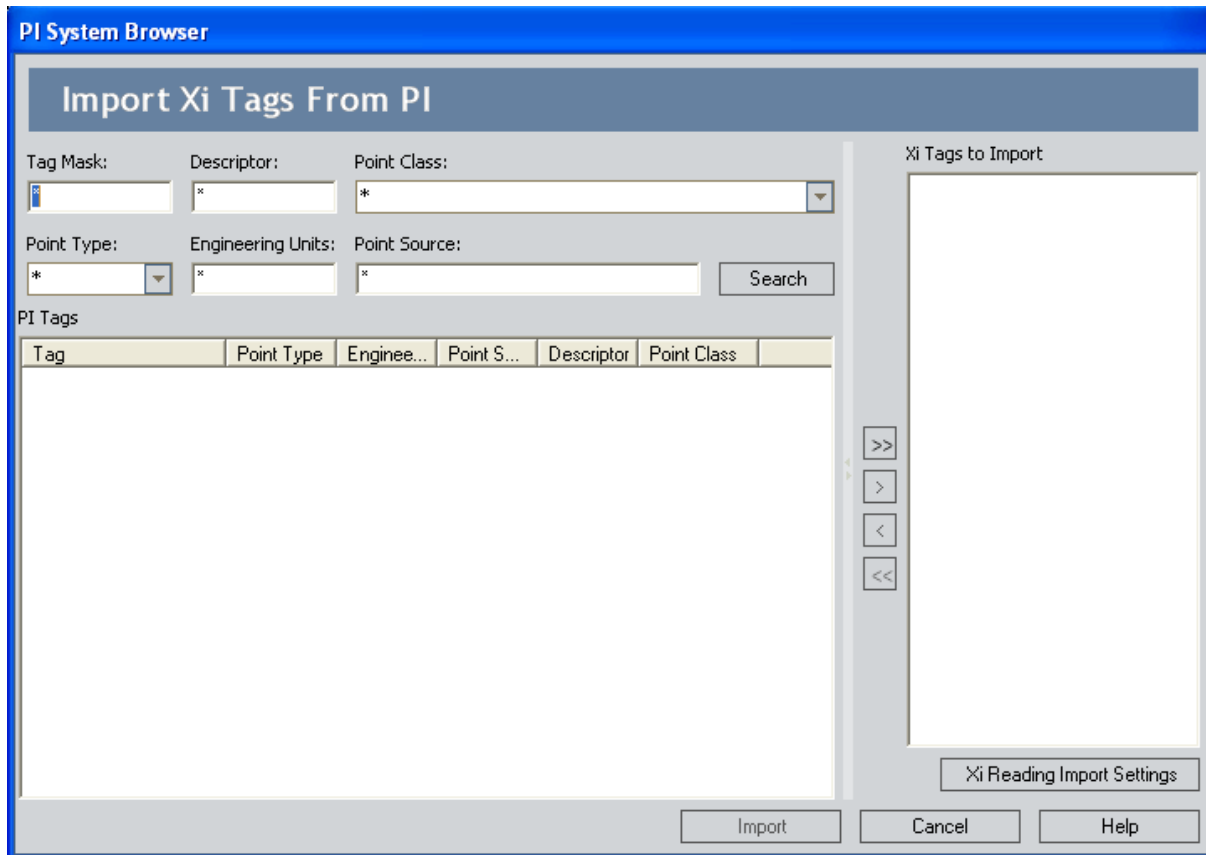 PI System Browser
Import Xi Tags From PI
Tag Mask: Descriptor: Point Class:
* * *
Point Type: Engineering Units: Point Source:
* * * Search
PI Tags
Tag Point Type Enginee... Point S... Descriptor Point Class
Xi Tags to Import
>>
>
<
<<
Xi Reading Import Settings
Import Cancel Help